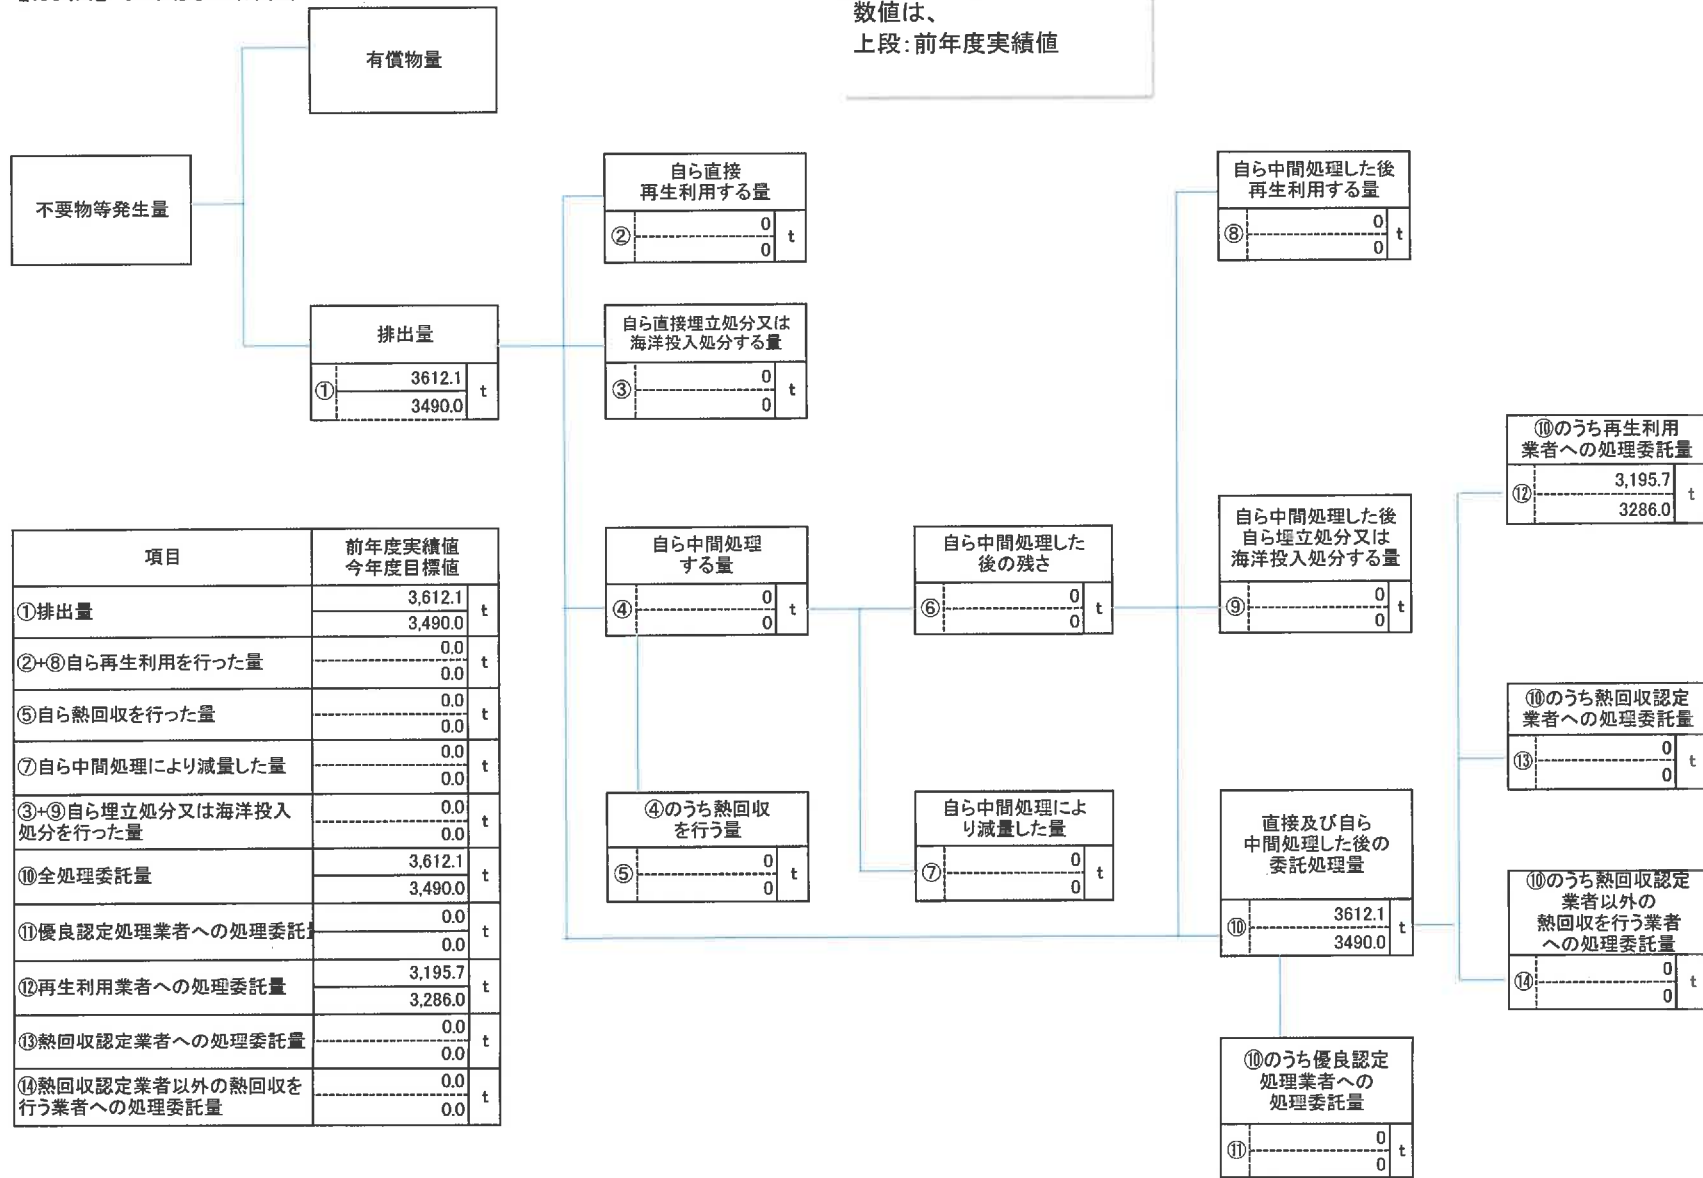 数値は、
上段:前年度実績値
有償物量
不要物等発生量
排出量
① 3612.1 t
3490.0
自ら直接
再生利用する量
② 0 t
0
自ら直接埋立処分又は
海洋投入処分する量
③ 0 t
0
自ら中間処理した後
再生利用する量
⑧ 0 t
0
自ら中間処理
する量
④ 0 t
0
自ら中間処理した
後の残さ
⑥ 0 t
0
自ら中間処理した後
自ら埋立処分又は
海洋投入処分する量
⑨ 0 t
0
⑩のうち再生利用
業者への処理委託量
⑫ 3,195.7 t
3286.0
⑩のうち熱回収認定
業者への処理委託量
⑬ 0 t
0
④のうち熱回収
を行う量
⑤ 0 t
0
自ら中間処理によ
り減量した量
⑦ 0 t
0
直接及び自ら
中間処理した後の
委託処理量
⑩ 3612.1 t
3490.0
⑩のうち熱回収認定
業者以外の
熱回収を行う業者
への処理委託量
⑭ 0 t
0
⑩のうち優良認定
処理業者への
処理委託量
⑪ 0 t
0
項目 前年度実績値
今年度目標値
①排出量 3,612.1 t
3,490.0
②+⑧自ら再生利用を行った量 0.0 t
0.0
⑤自ら熱回収を行った量 0.0 t
0.0
⑦自ら中間処理により減量した量 0.0 t
0.0
③+⑨自ら埋立処分又は海洋投入
処分を行った量 0.0 t
0.0
⑩全処理委託量 3,612.1 t
3,490.0
⑪優良認定処理業者への処理委託 0.0 t
0.0
⑫再生利用業者への処理委託量 3,195.7 t
3,286.0
⑬熱回収認定業者への処理委託量 0.0 t
0.0
⑭熱回収認定業者以外の熱回収を
行う業者への処理委託量 0.0 t
0.0